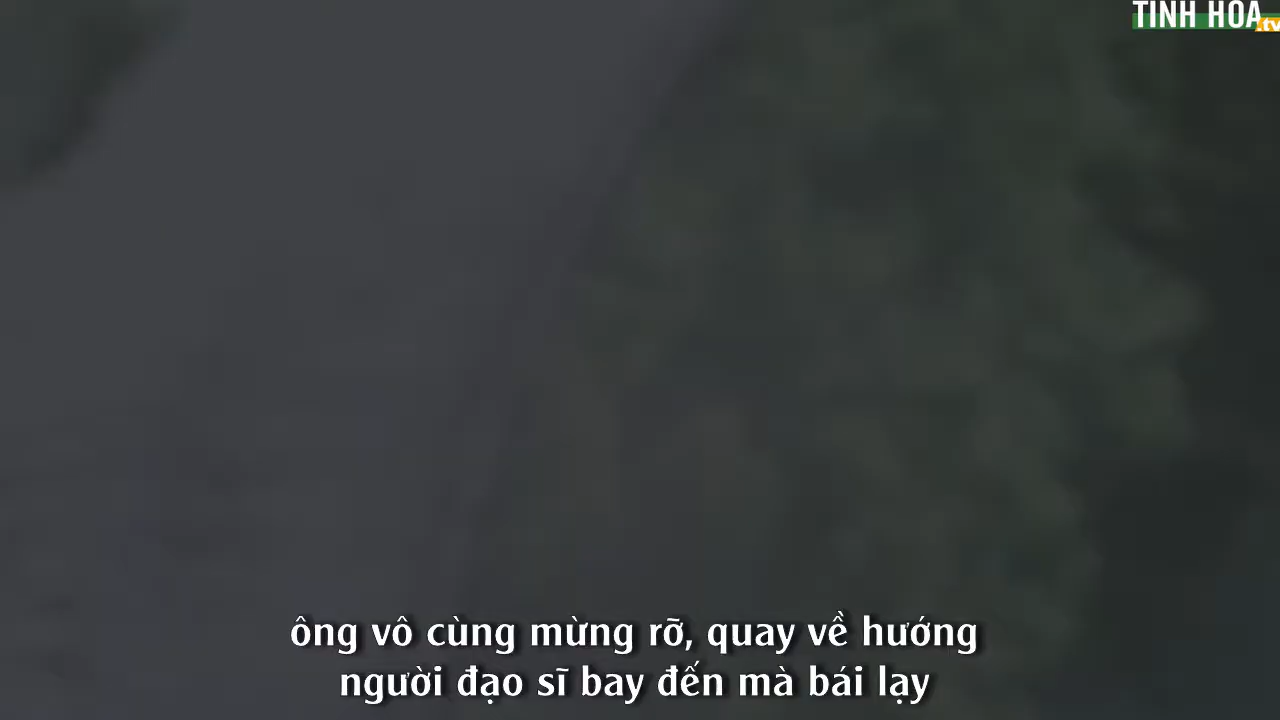 TINH HOA
.tv
ông vô cùng mừng rỡ, quay về hướng
người đạo sĩ bay đến mà bái lạy